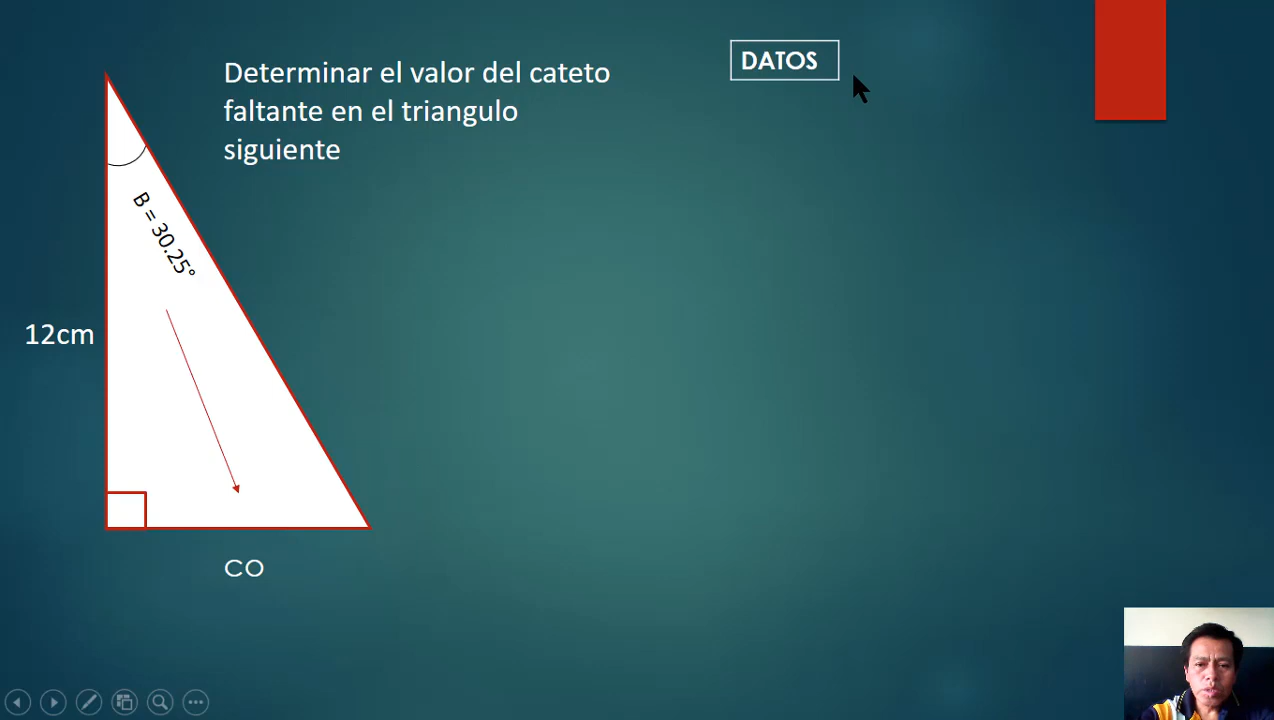 Determinar el valor del cateto
faltante en el triangulo
siguiente
DATOS
B = 30.25°
12cm
CO